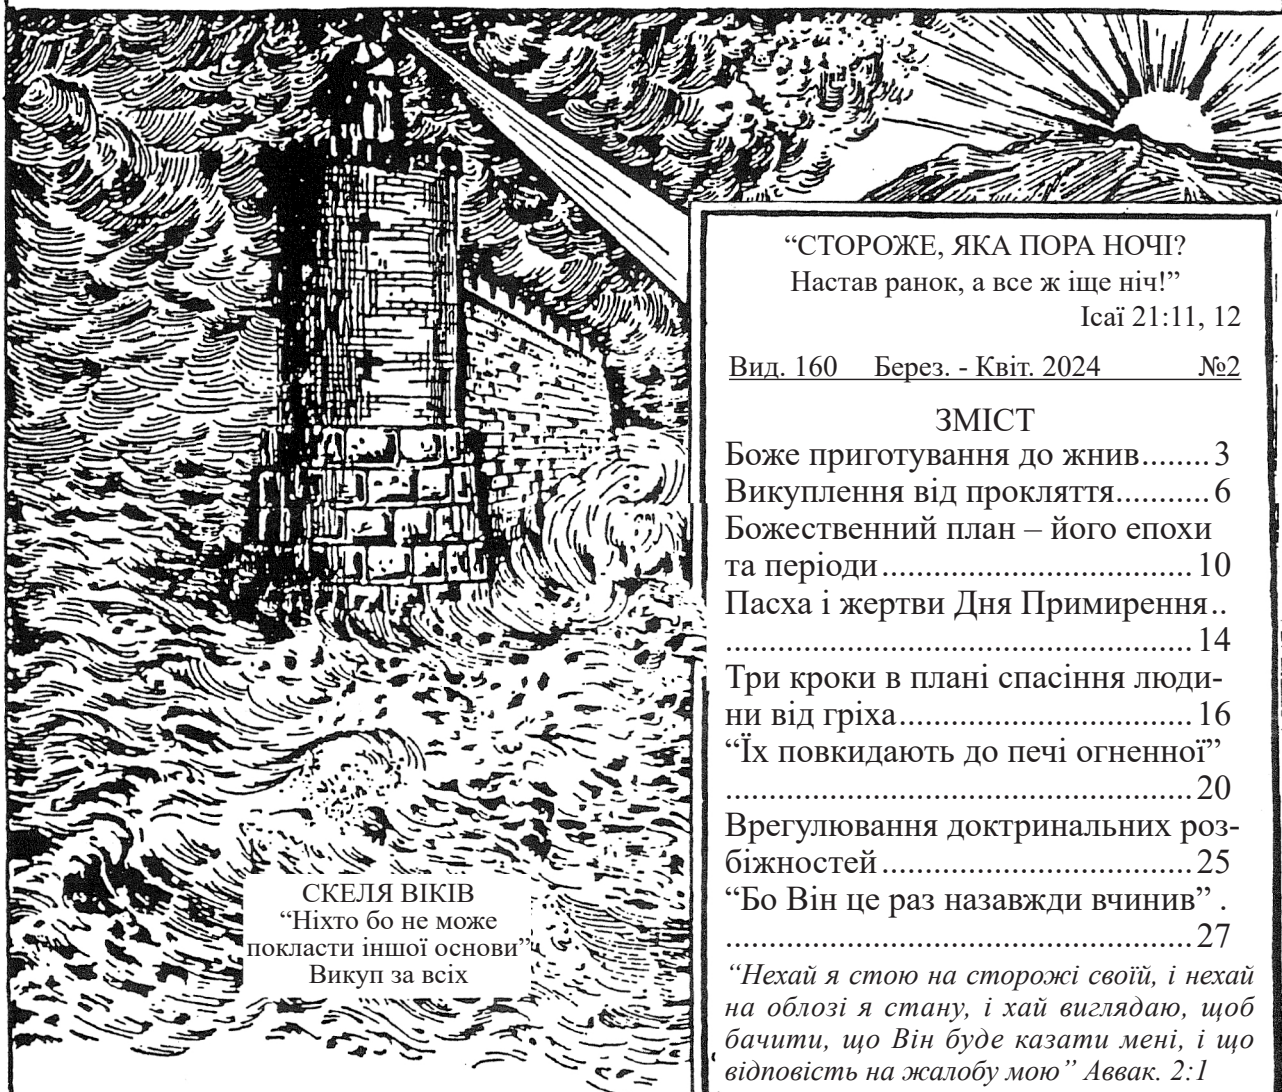 “СТОРОЖЕ, ЯКА ПОРА НОЧІ?
Настав ранок, а все ж іще ніч!”
Ісаї 21:11, 12
Вид. 160 Берез. - Квіт. 2024 №2
ЗМІСТ
Боже приготування до жнив........3
Викуплення від прокляття..........6
Божественний план – його епохи
та періоди......................................10
Пасха і жертви Дня Примирення..
........................................................14
Три кроки в плані спасіння люди-
ни від гріха....................................16
“Їх повкидають до печі огненної”
........................................................20
Врегулювання доктринальних роз-
біжностей......................................25
“Бо Він це раз назавжди вчинив” .
........................................................27
“Нехай я стою на сторожі своїй, і нехай
на облозі я стану, і хай виглядаю, щоб
бачити, що Він буде казати мені, і що
відповість на жалобу мою” Аввак. 2:1
СКЕЛЯ ВІКІВ
“Ніхто бо не може
покласти іншої основи”
Викуп за всіх